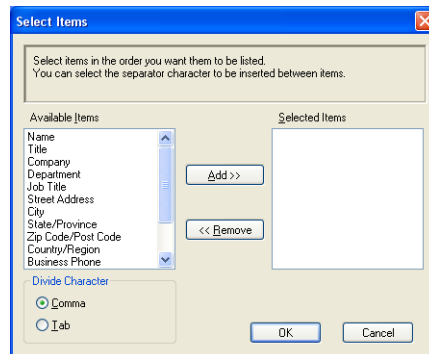 Select Items
Select items in the order you want them to be listed.
You can select the separator character to be inserted between items.
Available Items
Selected Items
Name
Title
Company
Department
Job Title
Street Address
City
State/Province
Zip Code/Post Code
Country/Region
Business Phone
Add >>
<< Remove
Divide Character
Comma
Tab
OK
Cancel